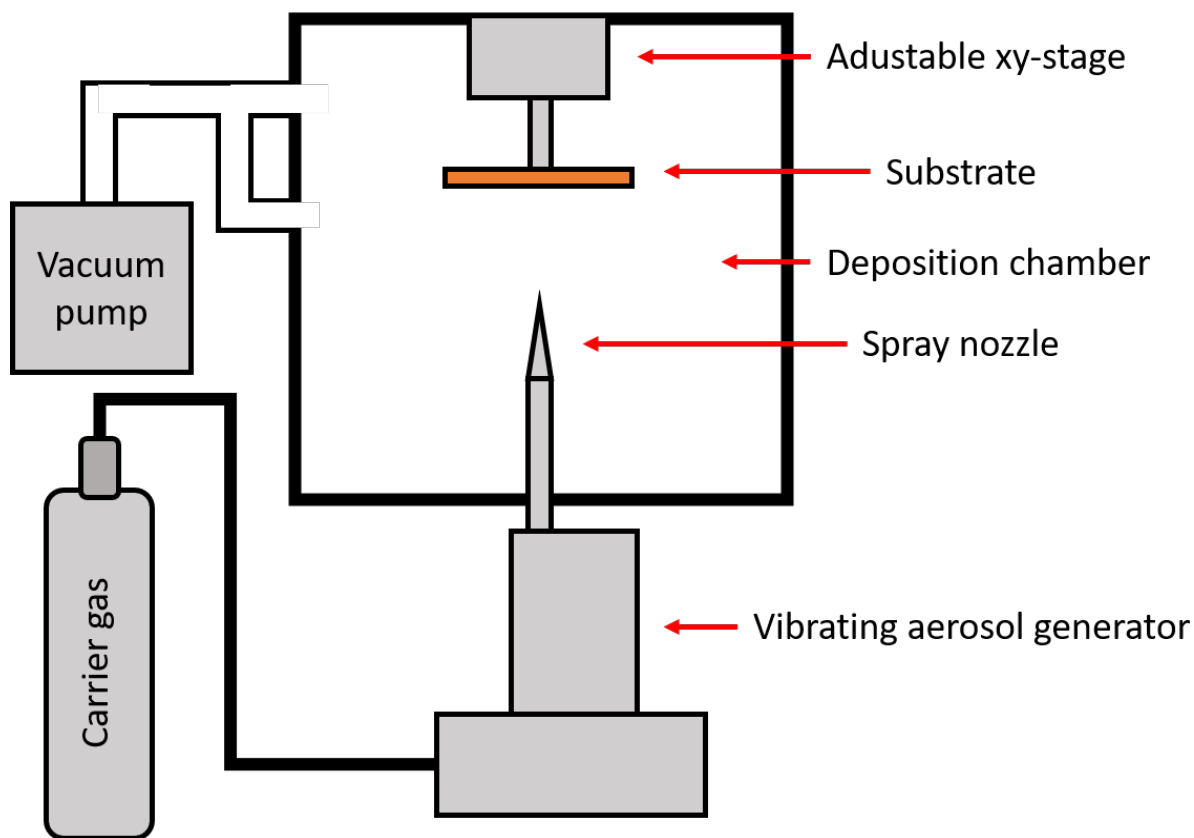 Adustable xy-stage
Substrate
Vacuum
pump
Deposition chamber
Spray nozzle
Carrier gas
Vibrating aerosol generator